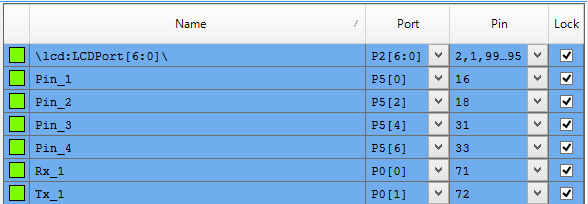 Name Port Pin Lock
\lcd:LCDPort[6:0]\ P2[6:0] 2,1,99…95
Pin_1 P5[0] 16
Pin_2 P5[2] 18
Pin_3 P5[4] 31
Pin_4 P5[6] 33
Rx_1 P0[0] 71
Tx_1 P0[1] 72